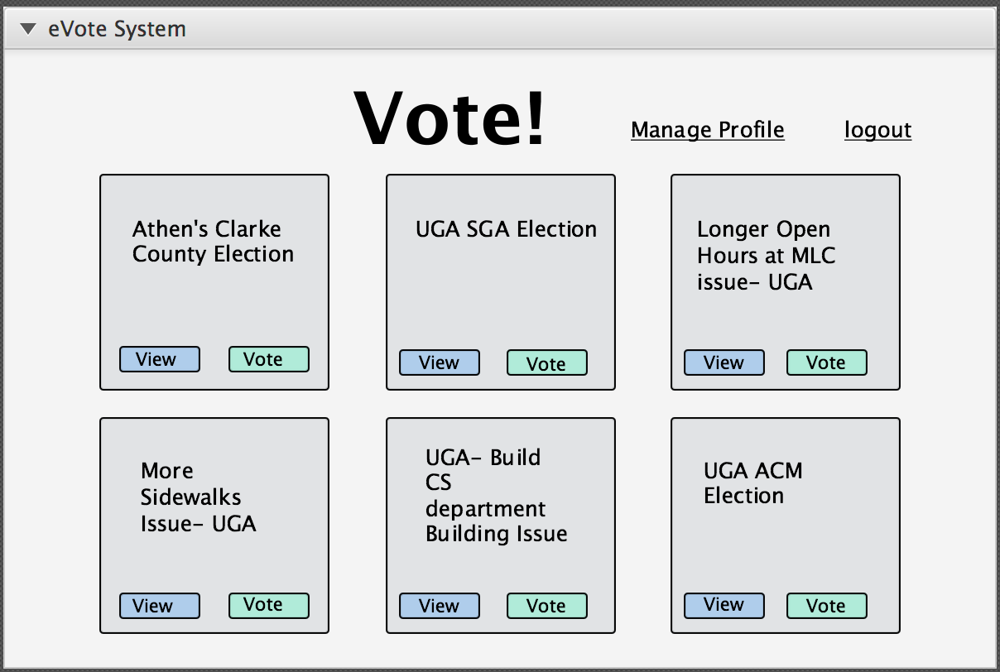 eVote System
Vote!
Manage Profile
logout
Athen's Clarke
County Election
View
Vote
UGA SGA Election
View
Vote
Longer Open
Hours at MLC
issue- UGA
View
Vote
More
Sidewalks
Issue- UGA
View
Vote
UGA- Build
CS
department
Building Issue
View
Vote
UGA ACM
Election
View
Vote